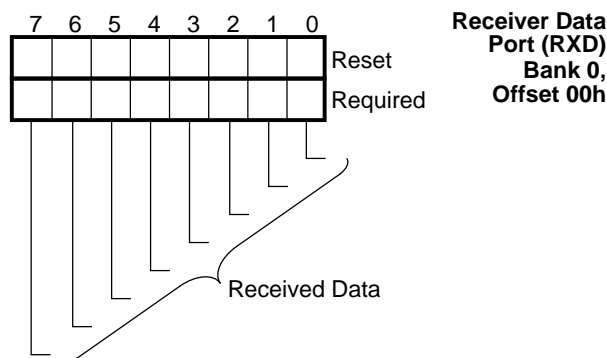 7 6 5 4 3 2 1 0
Reset
Required
Received Data
Receiver Data
Port (RXD)
Bank 0,
Offset 00h